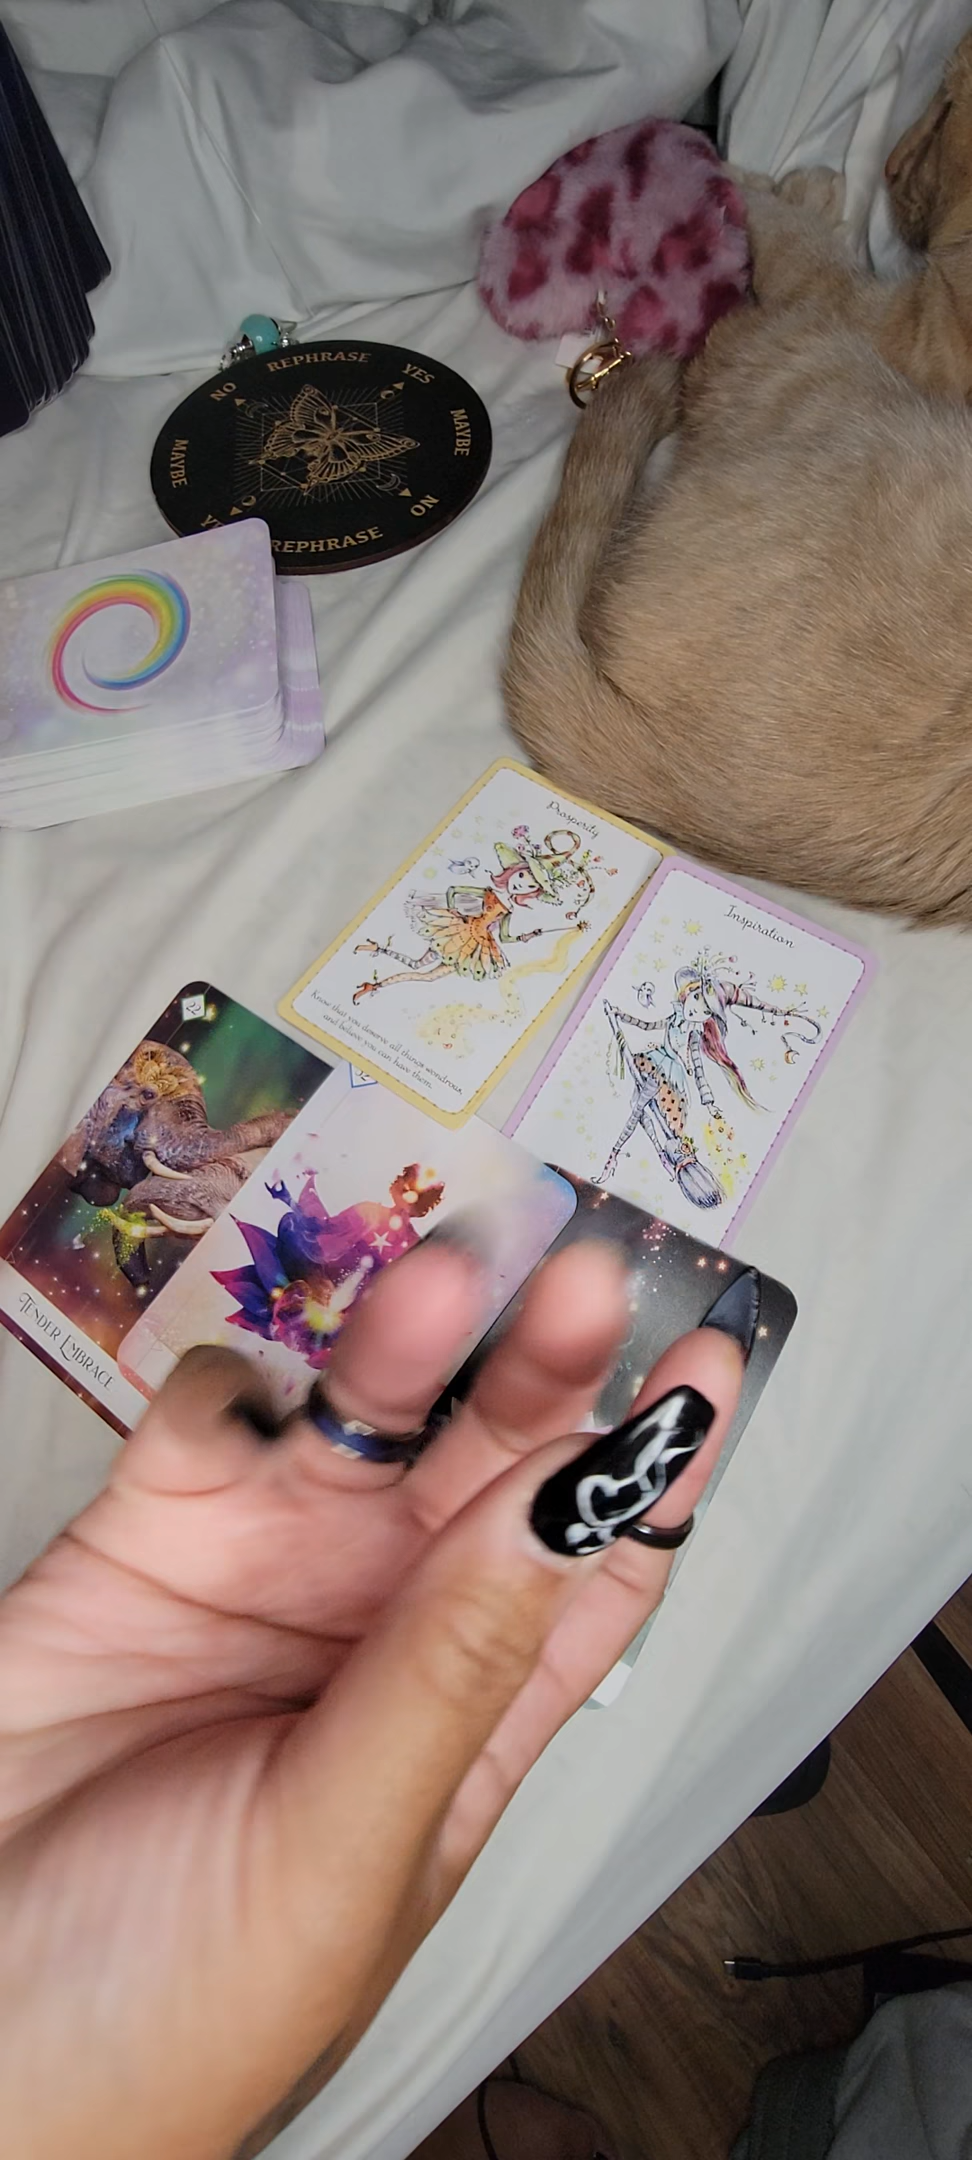 REPHRASE
NO
YES
MAYBE
MAYBE
NO
REPHRASE
Prosperity
Know that you deserve all things wondrous
and believe you can have them.
Inspiration
TENDER EMBRACE